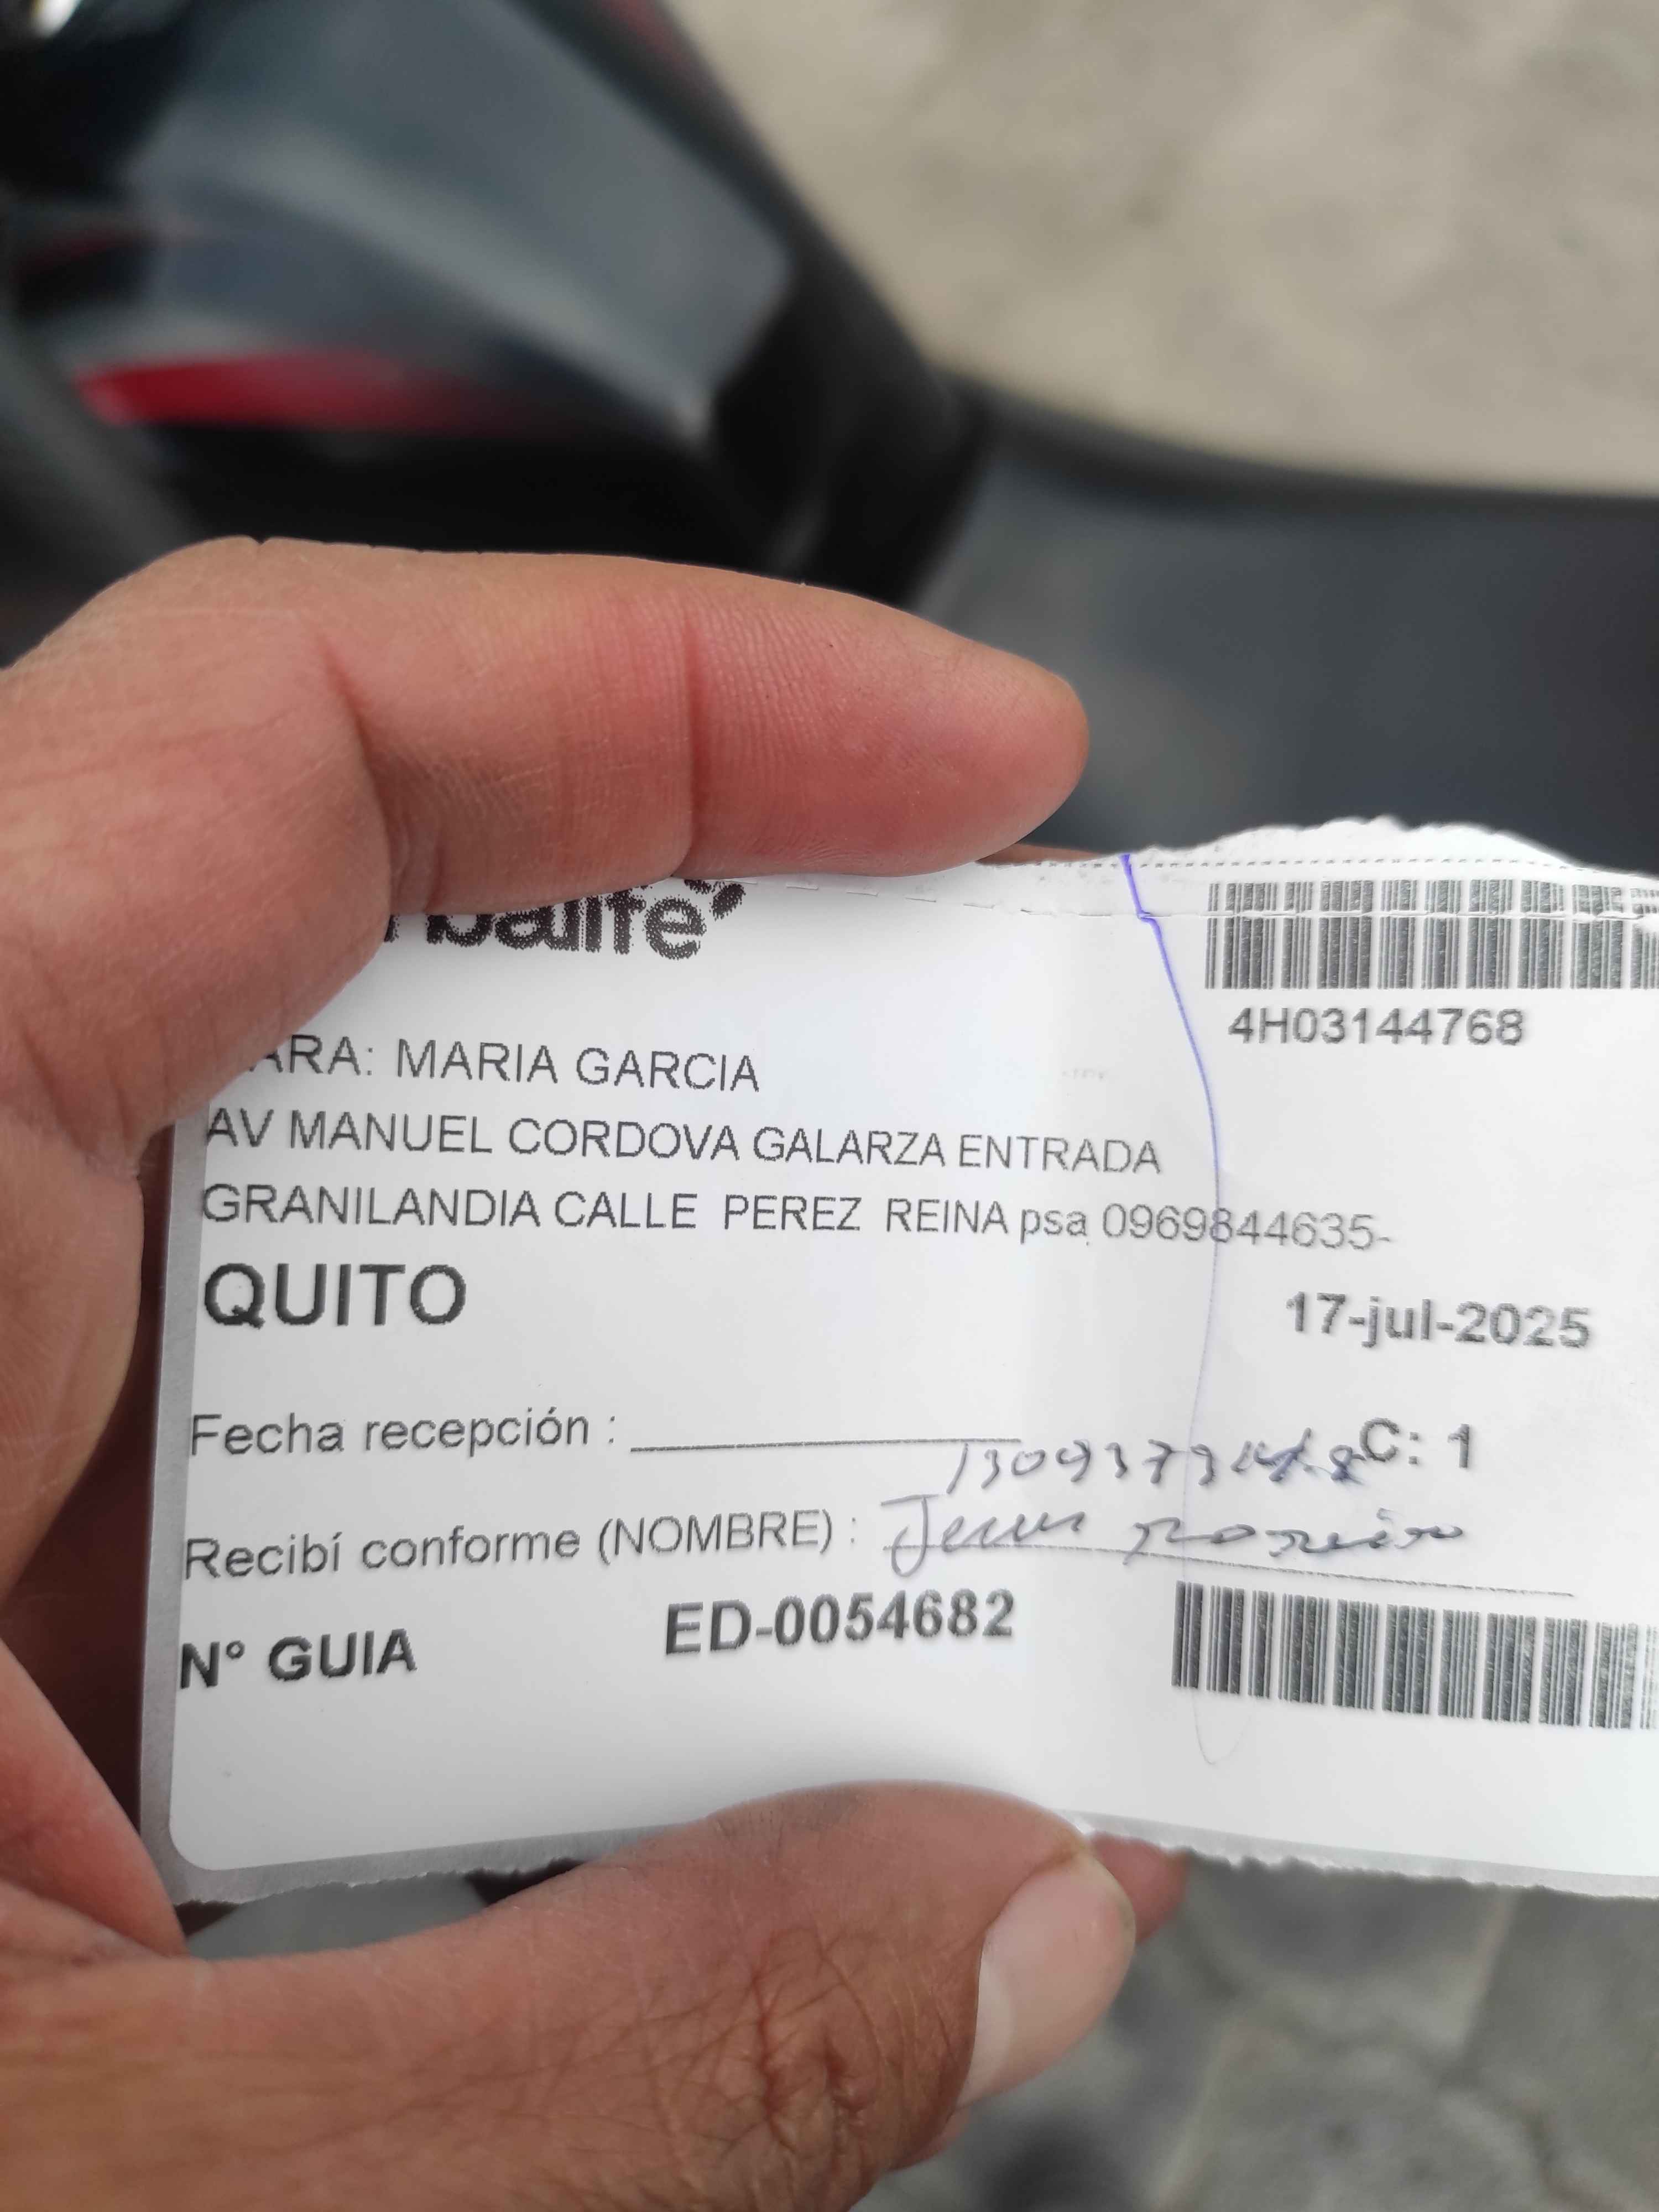 balife
ARA: MARIA GARCIA
4H03144768
AV MANUEL CORDOVA GALARZA ENTRADA
GRANILANDIA CALLE PEREZ REINA psa 0969844635-
QUITO
17-jul-2025
Fecha recepción :
C: 1
Recibí conforme (NOMBRE) :
N° GUIA ED-0054682